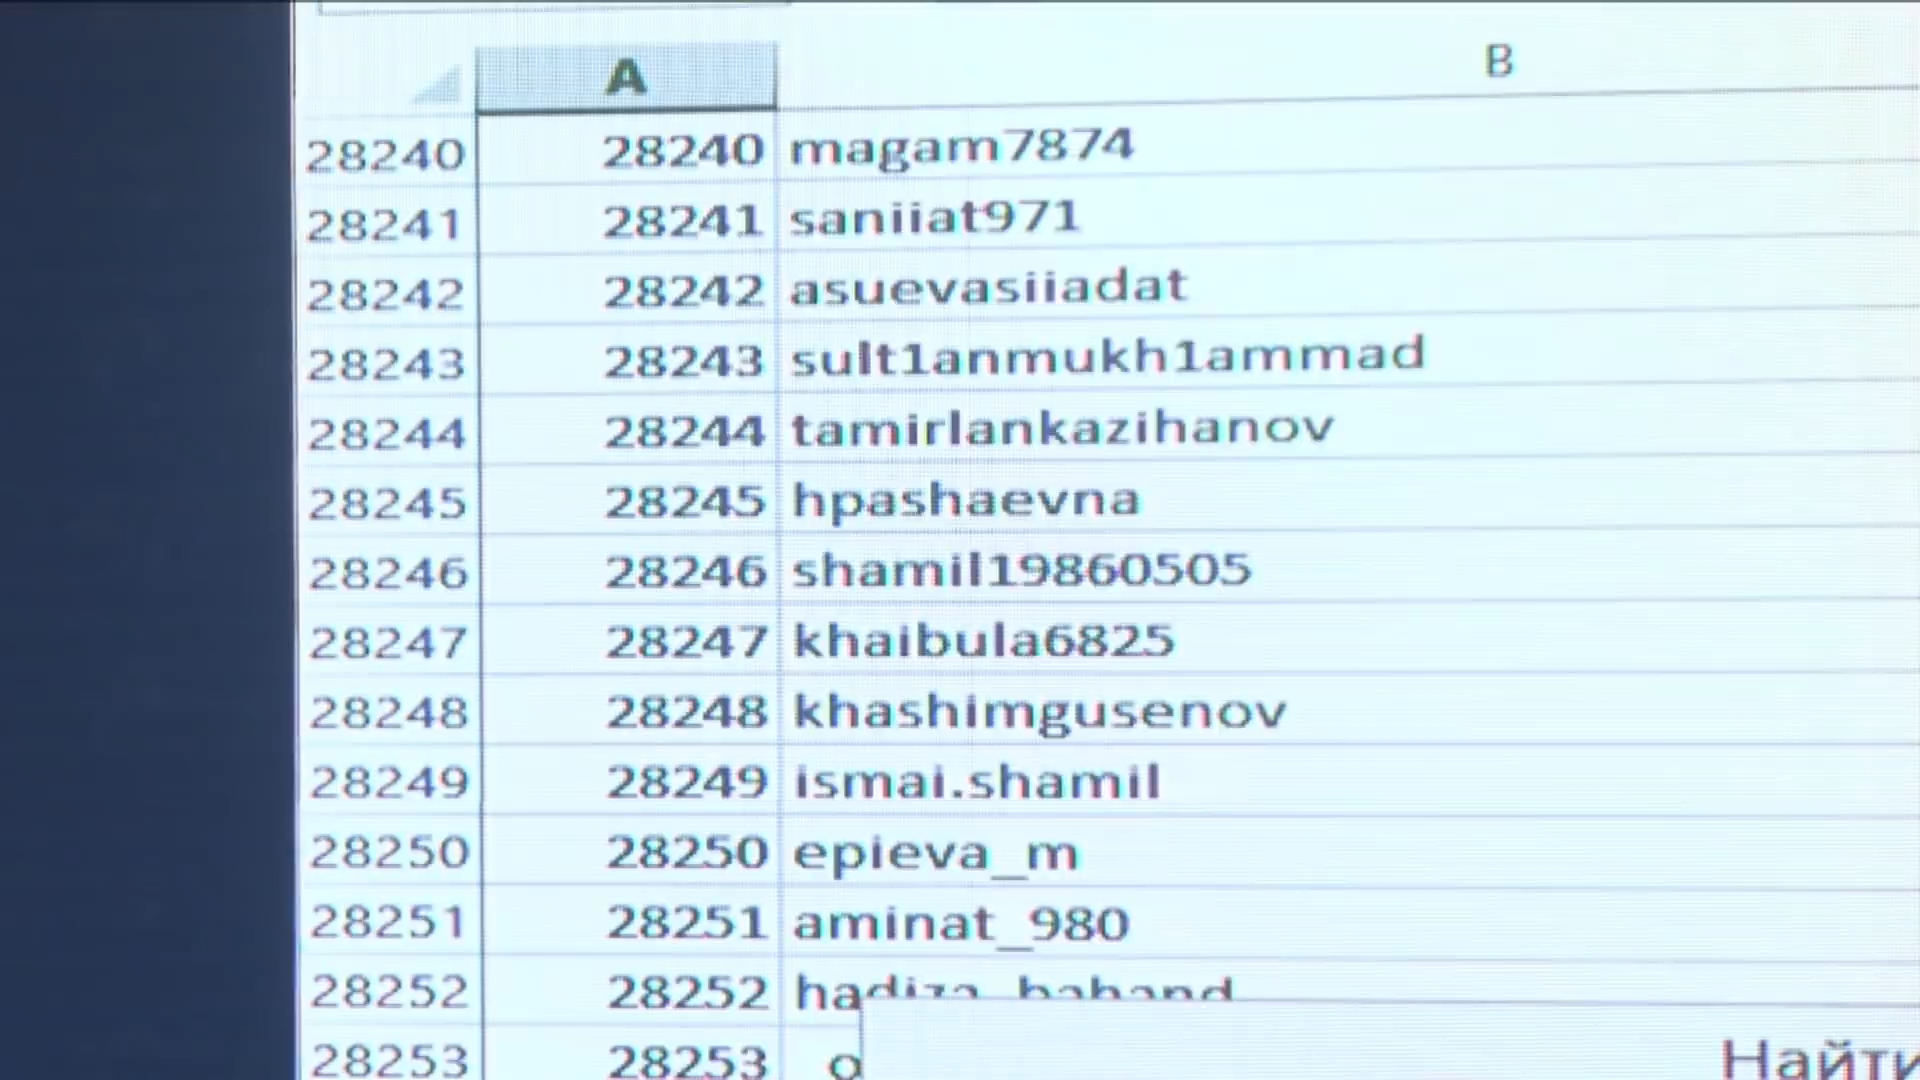 A B
28240 28240 magam7874
28241 28241 saniiat971
28242 28242 asuevasiiadat
28243 28243 sult1anmukh1ammad
28244 28244 tamirlankazihanov
28245 28245 hpashaevna
28246 28246 shamil19860505
28247 28247 khaibula6825
28248 28248 khashimgusenov
28249 28249 ismai.shamil
28250 28250 epieva_m
28251 28251 aminat_980
28252 28252
28253 28253
Найти